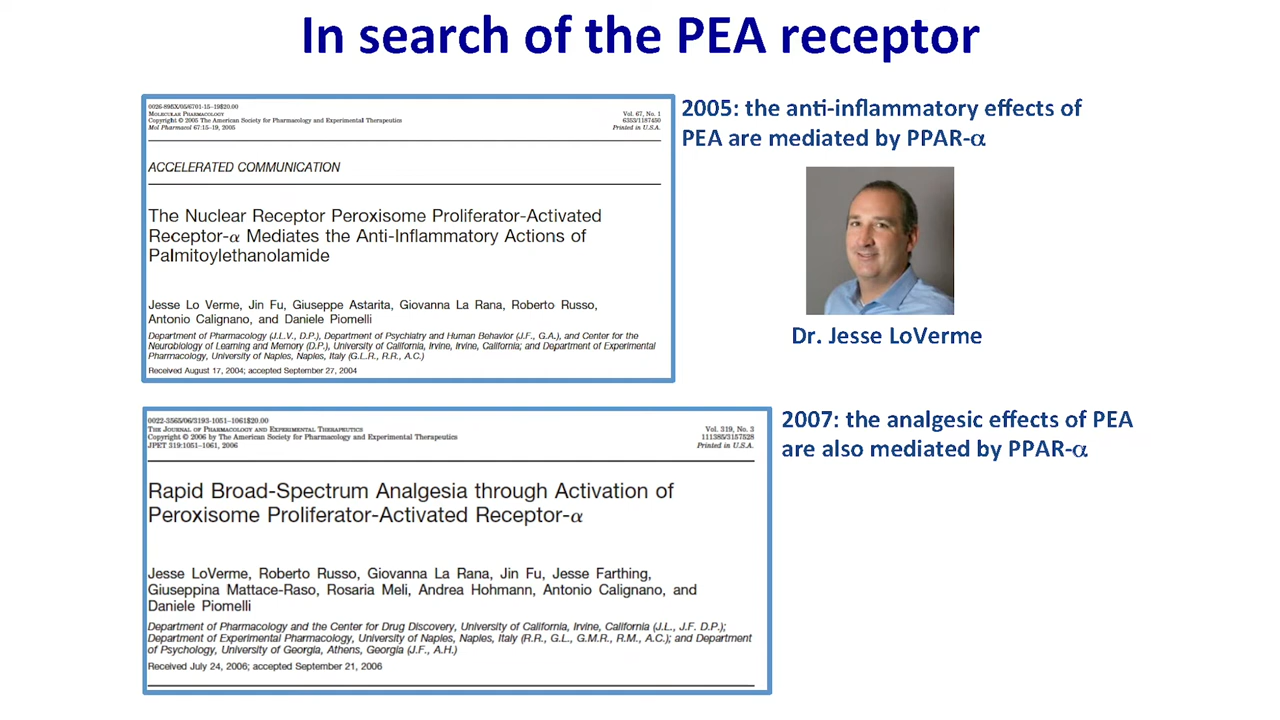 In search of the PEA receptor
0026-895X/05/6701-15–19$20.00
MOLECULAR PHARMACOLOGY
Copyright © 2005 The American Society for Pharmacology and Experimental Therapeutics
Mol Pharmacol 67:15–19, 2005
Vol. 67, No. 1
6353/1187450
Printed in U.S.A.
ACCELERATED COMMUNICATION
The Nuclear Receptor Peroxisome Proliferator-Activated
Receptor-α Mediates the Anti-Inflammatory Actions of
Palmitoylethanolamide
Jesse Lo Verme, Jin Fu, Giuseppe Astarita, Giovanna La Rana, Roberto Russo,
Antonio Calignano, and Daniele Piomelli
Department of Pharmacology (J.L.V., D.P.), Department of Psychiatry and Human Behavior (J.F., G.A.), and Center for the
Neurobiology of Learning and Memory (D.P.), University of California, Irvine, Irvine, California; and Department of Experimental
Pharmacology, University of Naples, Naples, Italy (G.L.R., R.R., A.C.)
Received August 17, 2004; accepted September 27, 2004
2005: the anti-inflammatory effects of
PEA are mediated by PPAR-α
Dr. Jesse LoVerme
0022-3565/06/3193-1051–1061$20.00
THE JOURNAL OF PHARMACOLOGY AND EXPERIMENTAL THERAPEUTICS
Copyright © 2006 by The American Society for Pharmacology and Experimental Therapeutics
JPET 319:1051–1061, 2006
Vol. 319, No. 3
111385/3157528
Printed in U.S.A.
Rapid Broad-Spectrum Analgesia through Activation of
Peroxisome Proliferator-Activated Receptor-α
Jesse LoVerme, Roberto Russo, Giovanna La Rana, Jin Fu, Jesse Farthing,
Giuseppina Mattace-Raso, Rosaria Meli, Andrea Hohmann, Antonio Calignano, and
Daniele Piomelli
Department of Pharmacology and the Center for Drug Discovery, University of California, Irvine, California (J.L., J.F. D.P.);
Department of Experimental Pharmacology, University of Naples, Naples, Italy (R.R., G.L., G.M.R., R.M., A.C.); and Department
of Psychology, University of Georgia, Athens, Georgia (J.F., A.H.)
Received July 24, 2006; accepted September 21, 2006
2007: the analgesic effects of PEA
are also mediated by PPAR-α